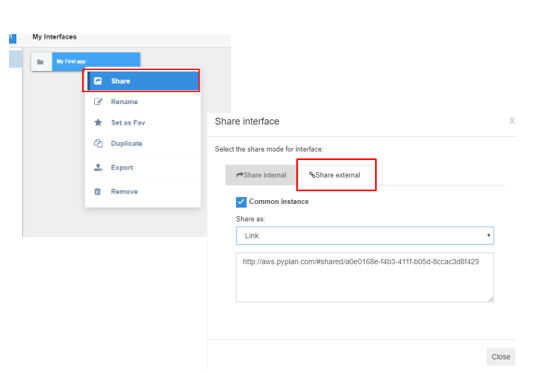 My Interfaces
My First app
Share
Rename
Set as Fav
Duplicate
Export
Remove
Share interface
X
Select the share mode for interface:
Share internal
Share external
Common instance
Share as:
Link
http://aws.pyplan.com/#shared/a0e0168e-f4b3-411f-b05d-8ccac3d8f429
Close